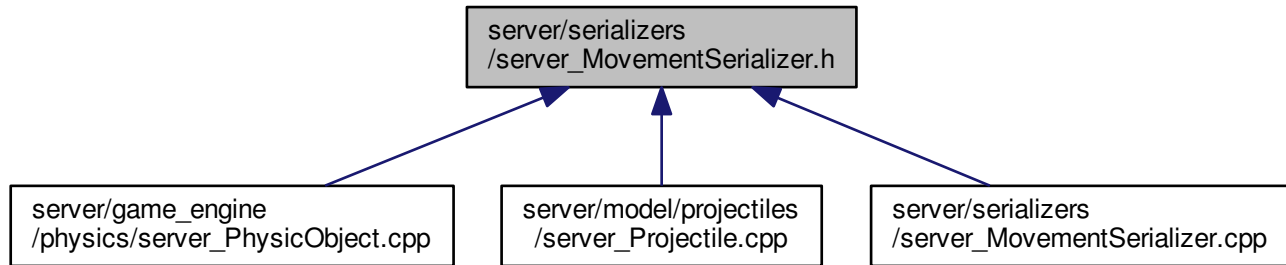 server/serializers
/server_MovementSerializer.h
server/game_engine
/physics/server_PhysicObject.cpp
server/model/projectiles
/server_Projectile.cpp
server/serializers
/server_MovementSerializer.cpp